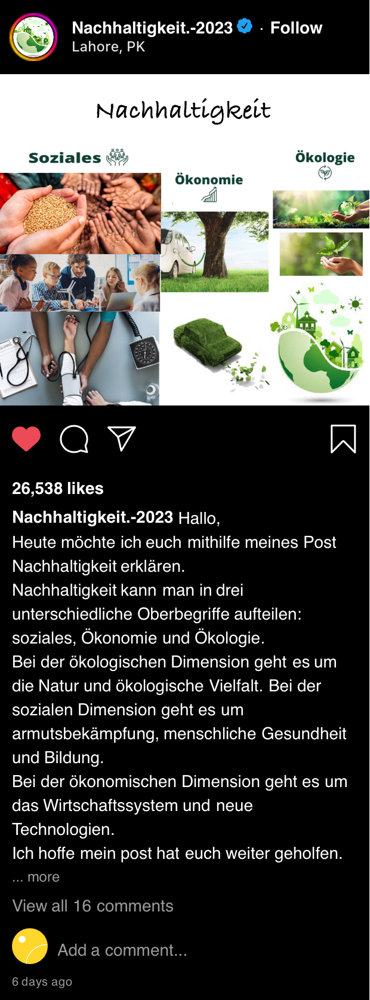 Nachhaltigkeit.-2023 · Follow
Lahore, PK
Nachhaltigkeit
Soziales
Ökonomie
Ökologie
26,538 likes
Nachhaltigkeit.-2023 Hallo,
Heute möchte ich euch mithilfe meines Post
Nachhaltigkeit erklären.
Nachhaltigkeit kann man in drei
unterschiedliche Oberbegriffe aufteilen:
soziales, Ökonomie und Ökologie.
Bei der ökologischen Dimension geht es um
die Natur und ökologische Vielfalt. Bei der
sozialen Dimension geht es um
armutsbekämpfung, menschliche Gesundheit
und Bildung.
Bei der ökonomischen Dimension geht es um
das Wirtschaftssystem und neue
Technologien.
Ich hoffe mein post hat euch weiter geholfen.
... more
View all 16 comments
Add a comment...
6 days ago